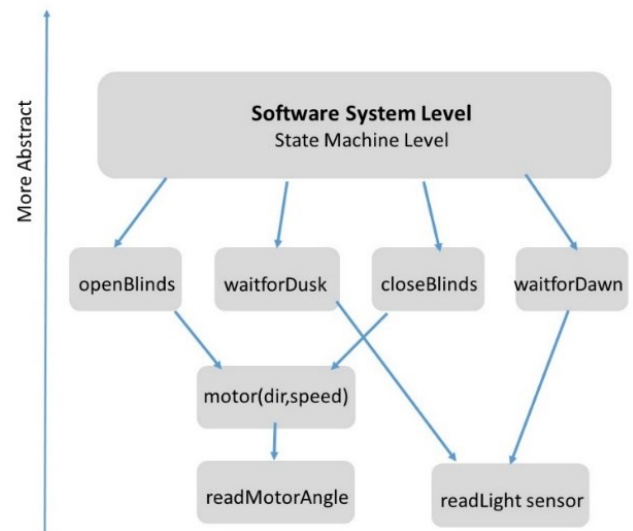 More Abstract
Software System Level
State Machine Level
openBlinds
waitforDusk
closeBlinds
waitforDawn
motor(dir,speed)
readMotorAngle
readLight sensor